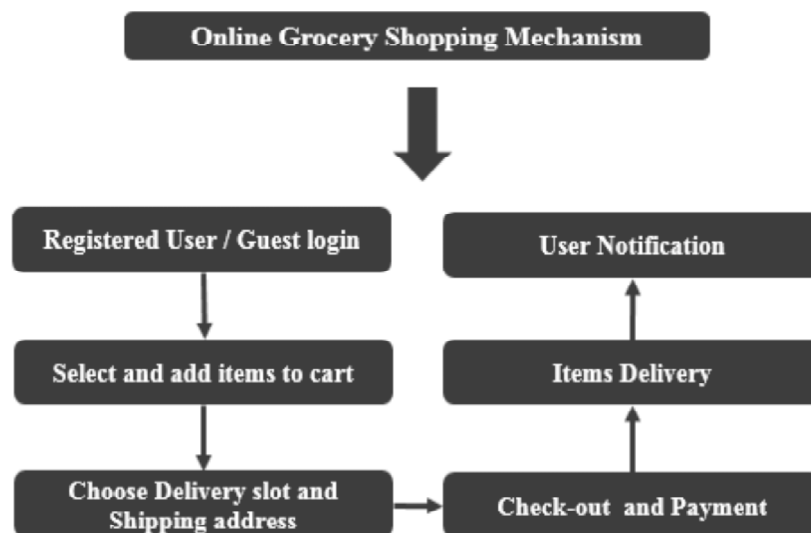 Online Grocery Shopping Mechanism
Registered User / Guest login
Select and add items to cart
Choose Delivery slot and
Shipping address
Check-out and Payment
Items Delivery
User Notification